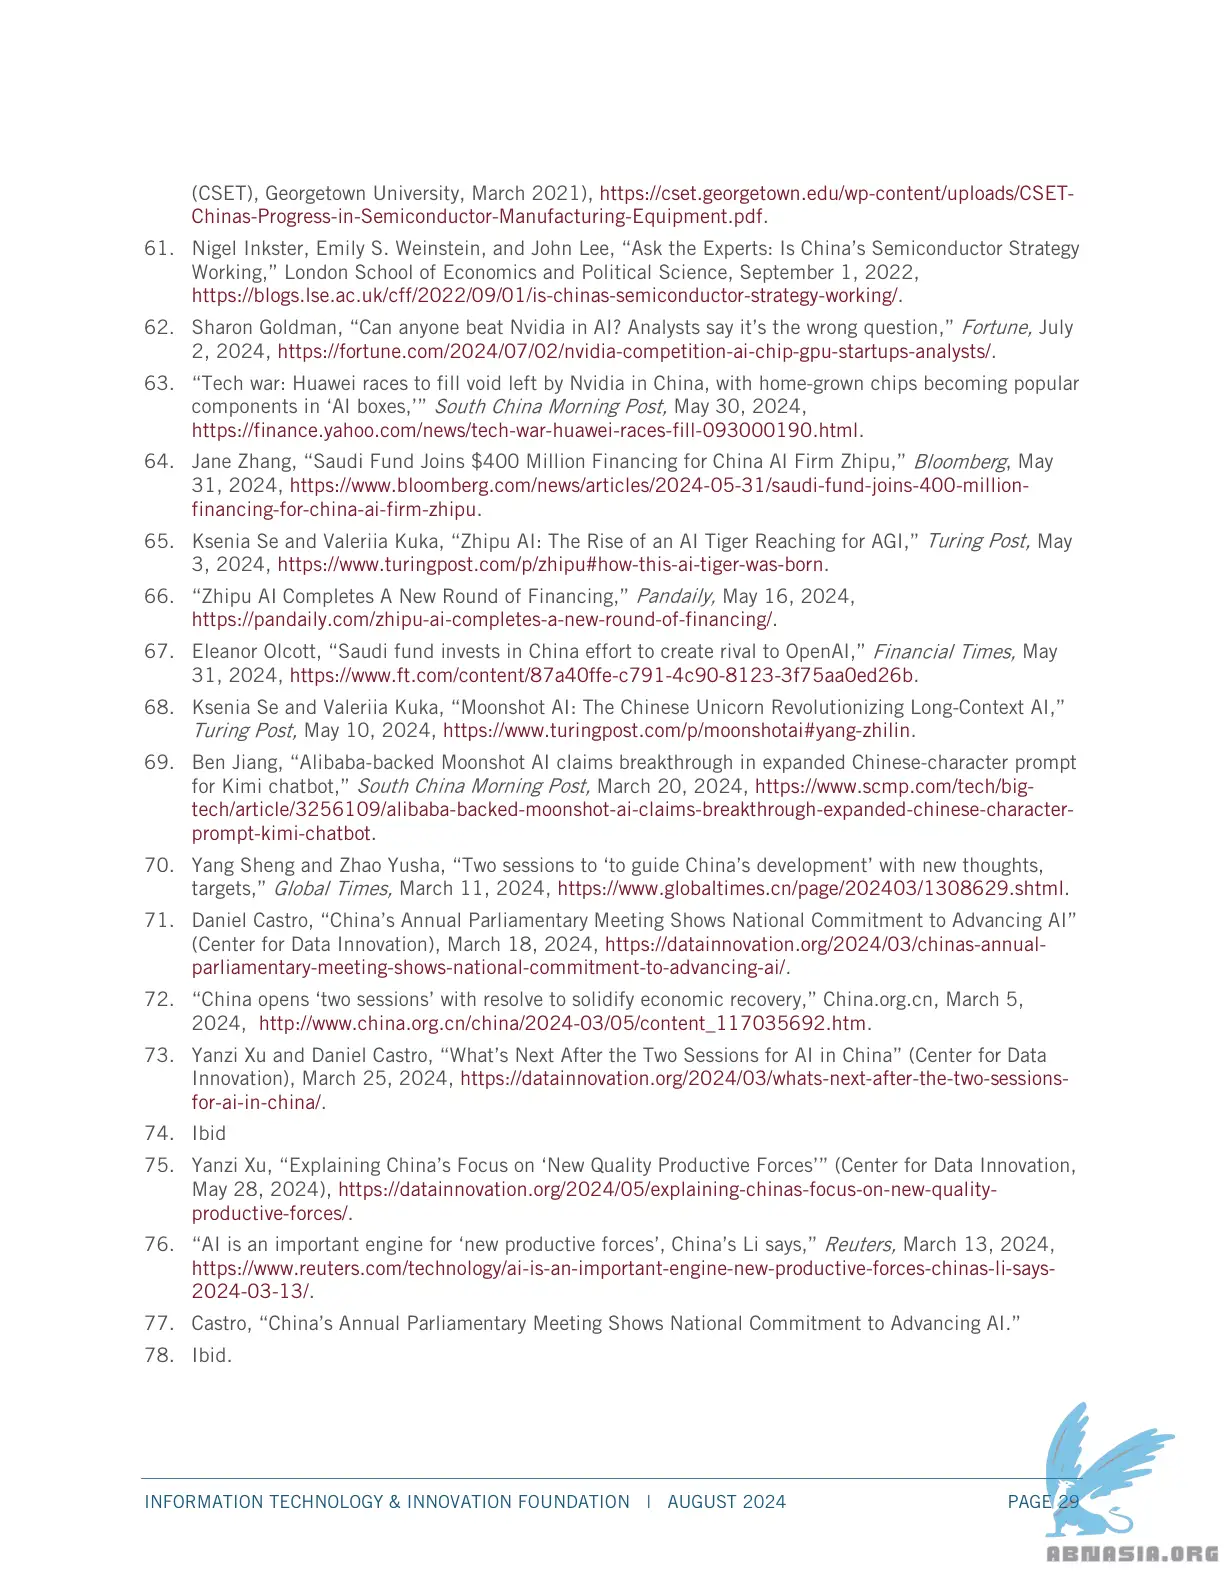 (CSET), Georgetown University, March 2021), https://cset.georgetown.edu/wp-content/uploads/CSET-
Chinas-Progress-in-Semiconductor-Manufacturing-Equipment.pdf.
61. Nigel Inkster, Emily S. Weinstein, and John Lee, “Ask the Experts: Is China’s Semiconductor Strategy
Working,” London School of Economics and Political Science, September 1, 2022,
https://blogs.lse.ac.uk/cff/2022/09/01/is-chinas-semiconductor-strategy-working/.
62. Sharon Goldman, “Can anyone beat Nvidia in AI? Analysts say it’s the wrong question,” Fortune, July
2, 2024, https://fortune.com/2024/07/02/nvidia-competition-ai-chip-gpu-startups-analysts/.
63. “Tech war: Huawei races to fill void left by Nvidia in China, with home-grown chips becoming popular
components in ‘AI boxes,’” South China Morning Post, May 30, 2024,
https://finance.yahoo.com/news/tech-war-huawei-races-fill-093000190.html.
64. Jane Zhang, “Saudi Fund Joins $400 Million Financing for China AI Firm Zhipu,” Bloomberg, May
31, 2024, https://www.bloomberg.com/news/articles/2024-05-31/saudi-fund-joins-400-million-
financing-for-china-ai-firm-zhipu.
65. Ksenia Se and Valeriia Kuka, “Zhipu AI: The Rise of an AI Tiger Reaching for AGI,” Turing Post, May
3, 2024, https://www.turingpost.com/p/zhipu#how-this-ai-tiger-was-born.
66. “Zhipu AI Completes A New Round of Financing,” Pandaily, May 16, 2024,
https://pandaily.com/zhipu-ai-completes-a-new-round-of-financing/.
67. Eleanor Olcott, “Saudi fund invests in China effort to create rival to OpenAI,” Financial Times, May
31, 2024, https://www.ft.com/content/87a40ffe-c791-4c90-8123-3f75aa0ed26b.
68. Ksenia Se and Valeriia Kuka, “Moonshot AI: The Chinese Unicorn Revolutionizing Long-Context AI,”
Turing Post, May 10, 2024, https://www.turingpost.com/p/moonshotai#yang-zhilin.
69. Ben Jiang, “Alibaba-backed Moonshot AI claims breakthrough in expanded Chinese-character prompt
for Kimi chatbot,” South China Morning Post, March 20, 2024, https://www.scmp.com/tech/big-
tech/article/3256109/alibaba-backed-moonshot-ai-claims-breakthrough-expanded-chinese-character-
prompt-kimi-chatbot.
70. Yang Sheng and Zhao Yusha, “Two sessions to ‘to guide China’s development’ with new thoughts,
targets,” Global Times, March 11, 2024, https://www.globaltimes.cn/page/202403/1308629.shtml.
71. Daniel Castro, “China’s Annual Parliamentary Meeting Shows National Commitment to Advancing AI”
(Center for Data Innovation), March 18, 2024, https://datainnovation.org/2024/03/chinas-annual-
parliamentary-meeting-shows-national-commitment-to-advancing-ai/.
72. “China opens ‘two sessions’ with resolve to solidify economic recovery,” China.org.cn, March 5,
2024, http://www.china.org.cn/china/2024-03/05/content_117035692.htm.
73. Yanzi Xu and Daniel Castro, “What’s Next After the Two Sessions for AI in China” (Center for Data
Innovation), March 25, 2024, https://datainnovation.org/2024/03/whats-next-after-the-two-sessions-
for-ai-in-china/.
74. Ibid
75. Yanzi Xu, “Explaining China’s Focus on ‘New Quality Productive Forces’” (Center for Data Innovation,
May 28, 2024), https://datainnovation.org/2024/05/explaining-chinas-focus-on-new-quality-
productive-forces/.
76. “AI is an important engine for ‘new productive forces’, China’s Li says,” Reuters, March 13, 2024,
https://www.reuters.com/technology/ai-is-an-important-engine-new-productive-forces-chinas-li-says-
2024-03-13/.
77. Castro, “China’s Annual Parliamentary Meeting Shows National Commitment to Advancing AI.”
78. Ibid.
INFORMATION TECHNOLOGY & INNOVATION FOUNDATION | AUGUST 2024 PAGE 29
ABNASIA.ORG